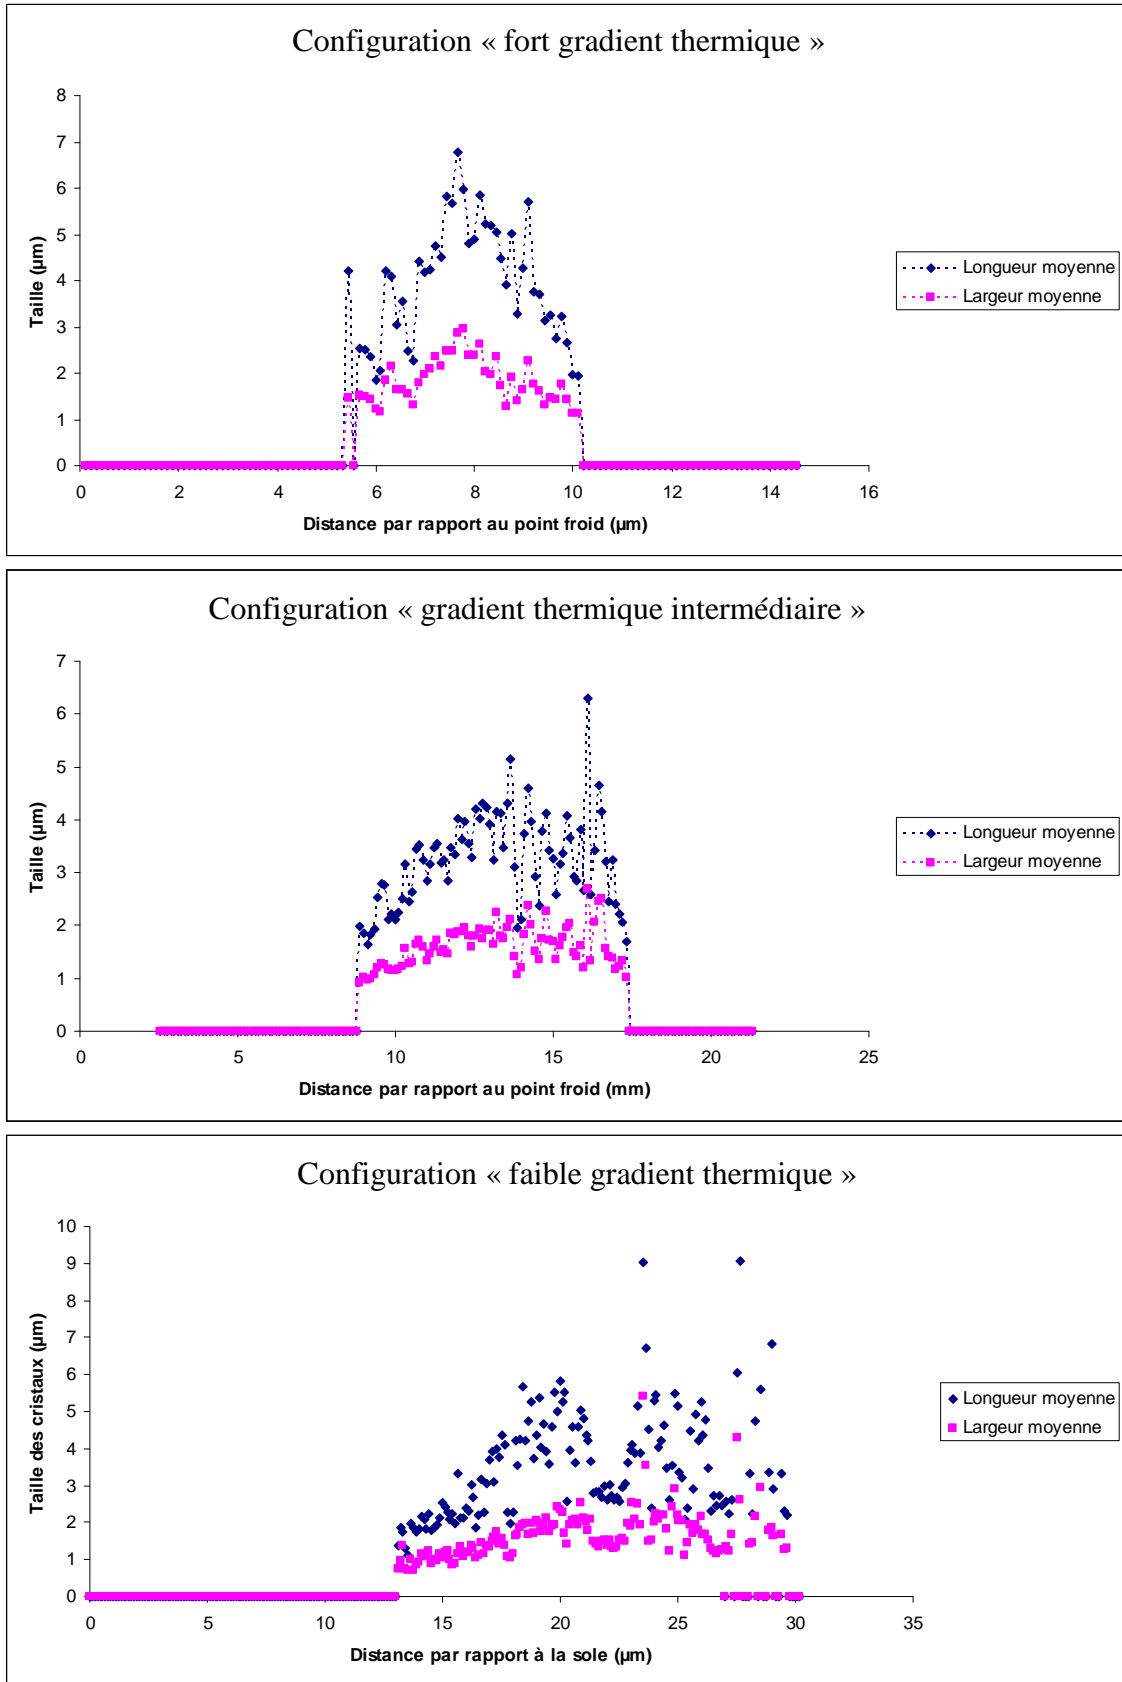 Configuration « fort gradient thermique »
8
7
6
5
4
3
2
1
0
Taille (µm)
0 2 4 6 8 10 12 14 16
Distance par rapport au point froid (µm)
Longueur moyenne
Largeur moyenne
Configuration « gradient thermique intermédiaire »
7
6
5
4
3
2
1
0
Taille (µm)
0 5 10 15 20 25
Distance par rapport au point froid (mm)
Longueur moyenne
Largeur moyenne
Configuration « faible gradient thermique »
10
9
8
7
6
5
4
3
2
1
0
Taille des cristaux (µm)
0 5 10 15 20 25 30 35
Distance par rapport à la sole (µm)
Longueur moyenne
Largeur moyenne